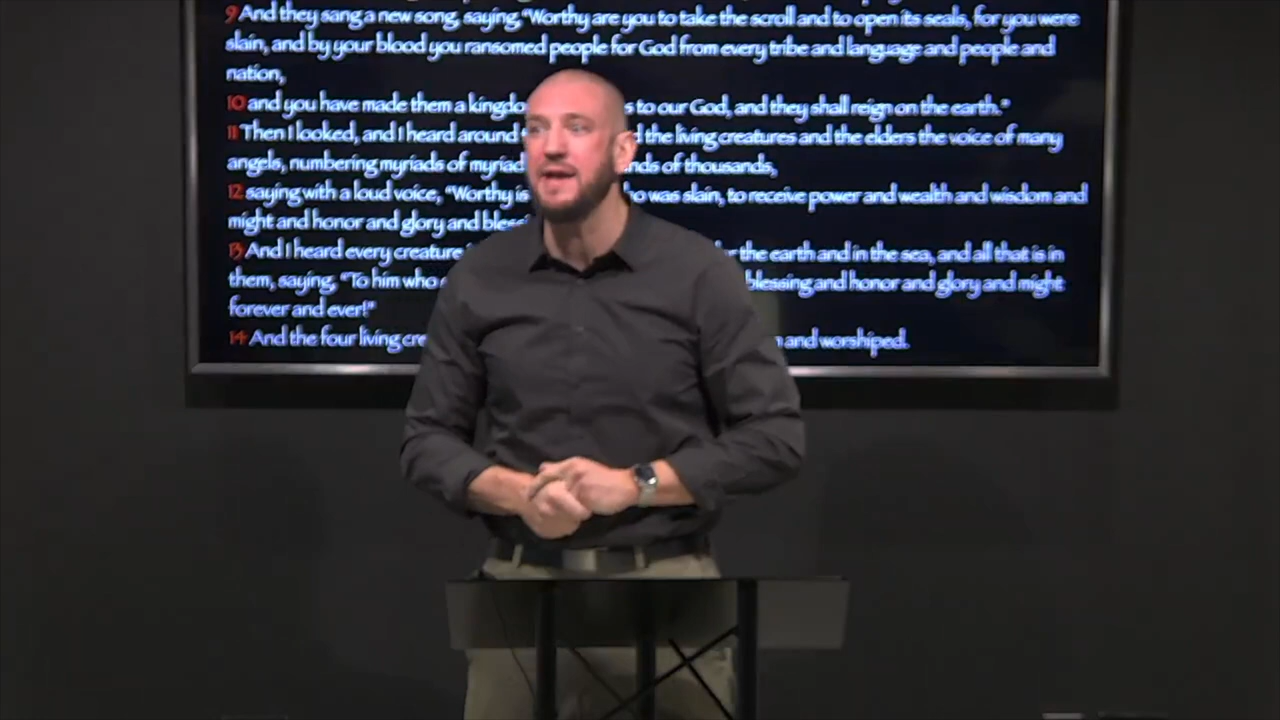 9 And they sang a new song, saying, “Worthy are you to take the scroll and to open its seals, for you were
slain, and by your blood you ransomed people for God from every tribe and language and people and
nation,
10 and you have made them a kingdo s to our God, and they shall reign on the earth.”
11 Then I looked, and I heard around d the living creatures and the elders the voice of many
angels, numbering myriads of myriad nds of thousands,
12 saying with a loud voice, “Worthy is ho was slain, to receive power and wealth and wisdom and
might and honor and glory and bles
13 And I heard every creature r the earth and in the sea, and all that is in
them, saying, “To him who blessing and honor and glory and might
forever and ever!”
14 And the four living cre and worshiped.